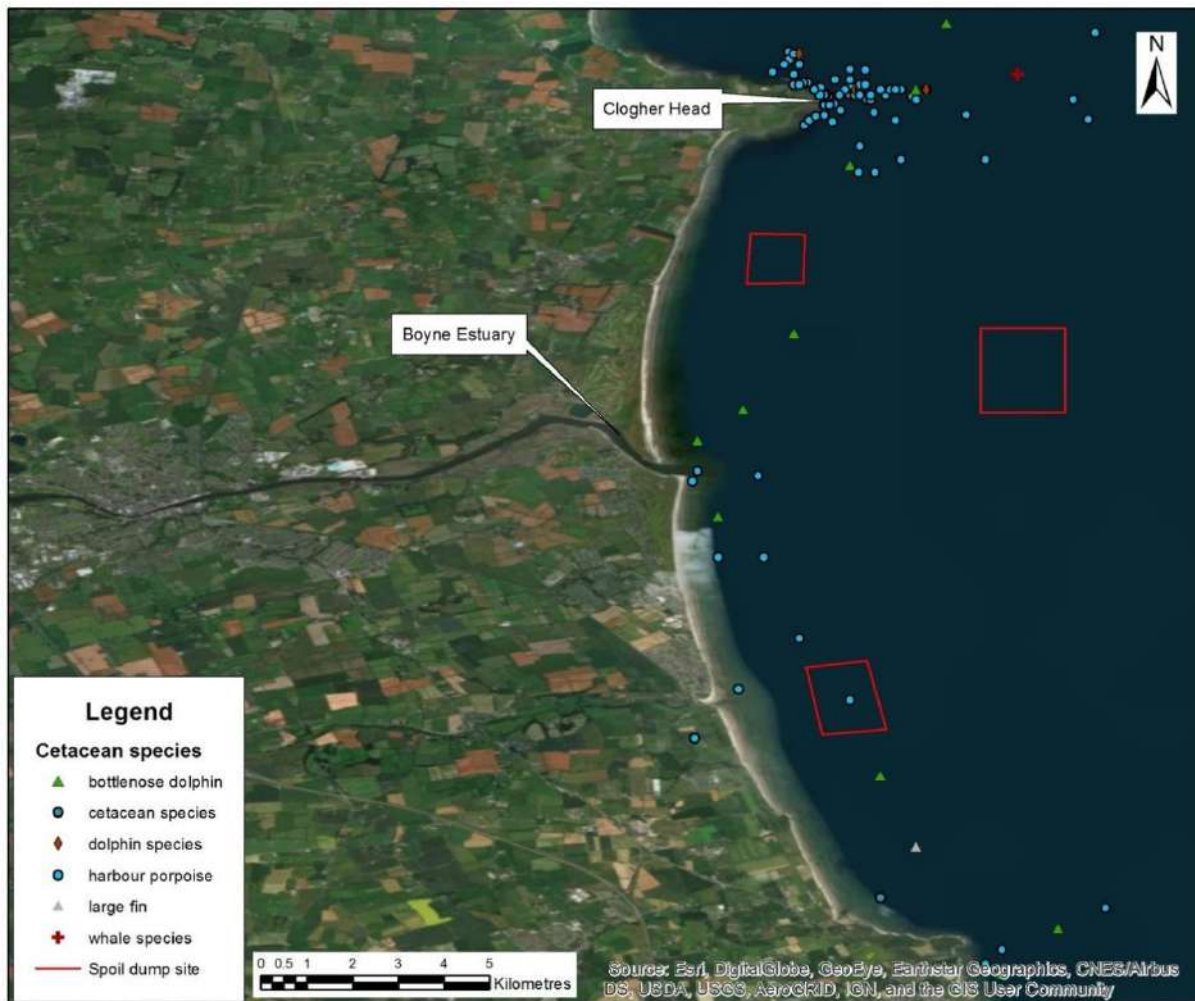 N
Clogher Head
Boyne Estuary
Legend
Cetacean species
bottlenose dolphin
cetacean species
dolphin species
harbour porpoise
large fin
whale species
Spoil dump site
0 0.5 1 2 3 4 5
Kilometres
Source: Esri, DigitalGlobe, GeoEye, Earthstar Geographics, CNES/Airbus
DS, USDA, USGS, AeroGRID, IGN, and the GIS User Community